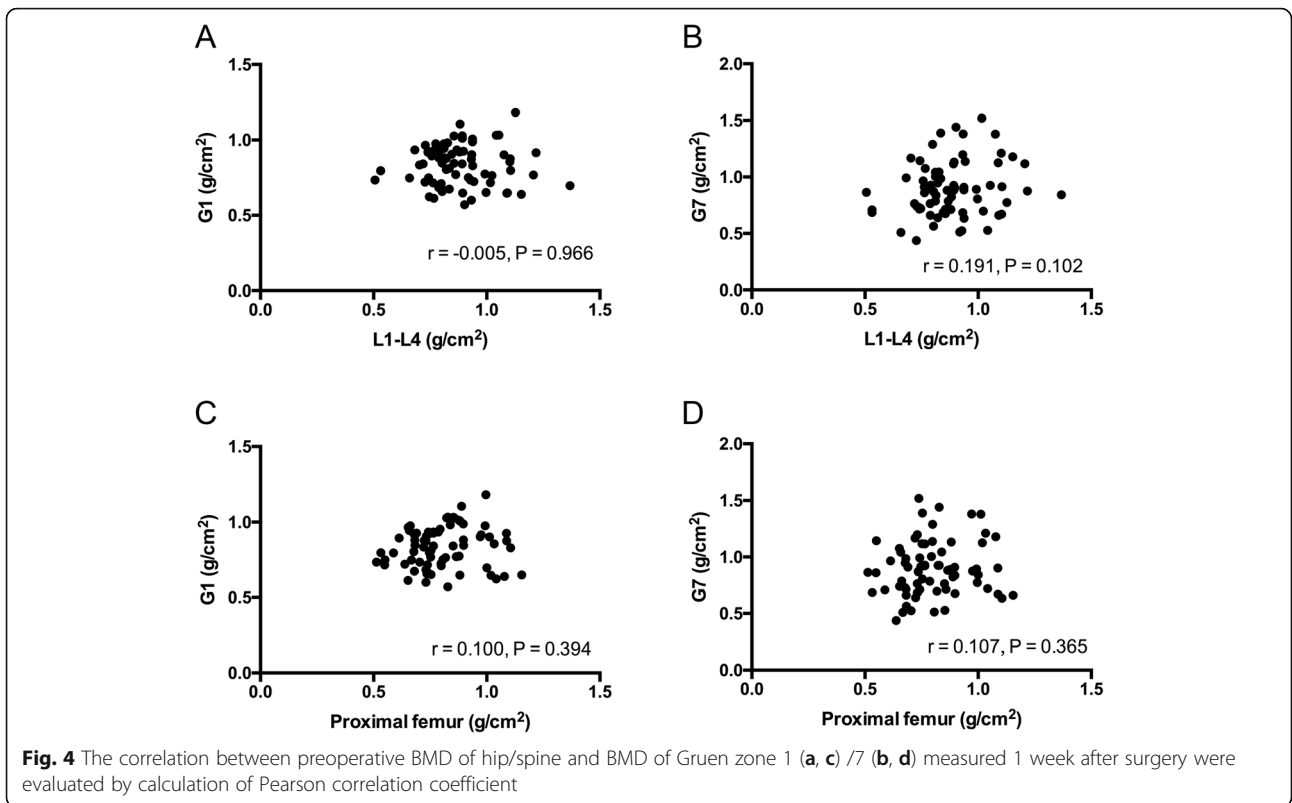 A
1.5
1.0
0.5
0.0
G1 (g/cm²)
r = -0.005, P = 0.966
0.0 0.5 1.0 1.5
L1-L4 (g/cm²)
B
2.0
1.5
1.0
0.5
0.0
G7 (g/cm²)
r = 0.191, P = 0.102
0.0 0.5 1.0 1.5
L1-L4 (g/cm²)
C
1.5
1.0
0.5
0.0
G1 (g/cm²)
r = 0.100, P = 0.394
0.0 0.5 1.0 1.5
Proximal femur (g/cm²)
D
2.0
1.5
1.0
0.5
0.0
G7 (g/cm²)
r = 0.107, P = 0.365
0.0 0.5 1.0 1.5
Proximal femur (g/cm²)
Fig. 4 The correlation between preoperative BMD of hip/spine and BMD of Gruen zone 1 (a, c) /7 (b, d) measured 1 week after surgery were
evaluated by calculation of Pearson correlation coefficient